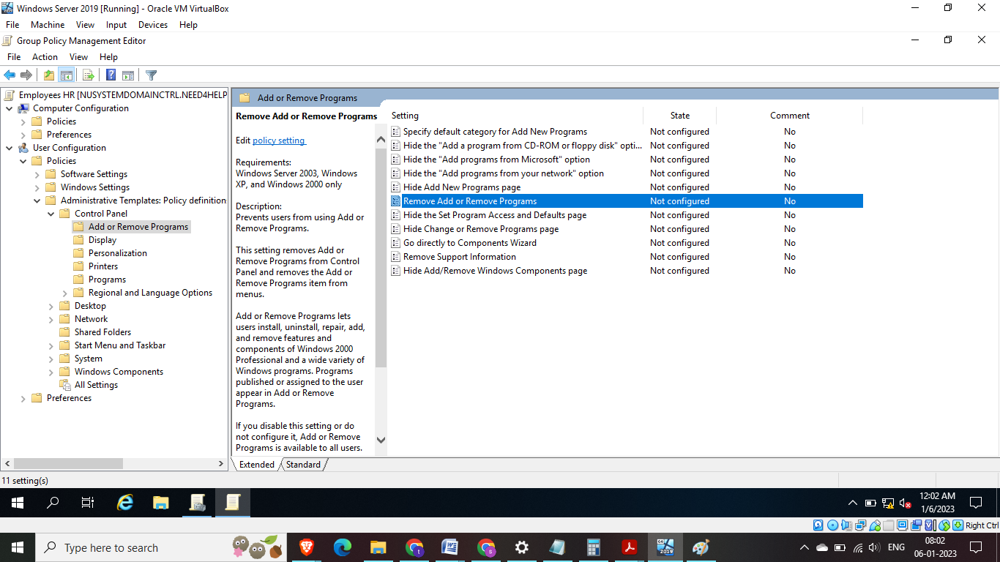 Windows Server 2019 [Running] - Oracle VM VirtualBox
File Machine View Input Devices Help
Group Policy Management Editor
File Action View Help
Employees HR [NUSYSTEMDOMAINCTRL.NEED4HELP
Computer Configuration
Policies
Preferences
User Configuration
Policies
Software Settings
Windows Settings
Administrative Templates: Policy definition
Control Panel
Add or Remove Programs
Display
Personalization
Printers
Programs
Regional and Language Options
Desktop
Network
Shared Folders
Start Menu and Taskbar
System
Windows Components
All Settings
Preferences
Add or Remove Programs
Remove Add or Remove Programs
Edit policy setting
Requirements:
Windows Server 2003, Windows
XP, and Windows 2000 only
Description:
Prevents users from using Add or
Remove Programs.
This setting removes Add or
Remove Programs from Control
Panel and removes the Add or
Remove Programs item from
menus.
Add or Remove Programs lets
users install, uninstall, repair, add,
and remove features and
components of Windows 2000
Professional and a wide variety of
Windows programs. Programs
published or assigned to the user
appear in Add or Remove
Programs.
If you disable this setting or do
not configure it, Add or Remove
Programs is available to all users.
Setting State Comment
Specify default category for Add New Programs Not configured No
Hide the "Add a program from CD-ROM or floppy disk" opti... Not configured No
Hide the "Add programs from Microsoft" option Not configured No
Hide the "Add programs from your network" option Not configured No
Hide Add New Programs page Not configured No
Remove Add or Remove Programs Not configured No
Hide the Set Program Access and Defaults page Not configured No
Hide Change or Remove Programs page Not configured No
Go directly to Components Wizard Not configured No
Remove Support Information Not configured No
Hide Add/Remove Windows Components page Not configured No
Extended Standard
11 setting(s)
12:02 AM
1/6/2023
Right Ctrl
Type here to search
2019
ENG
08:02
06-01-2023